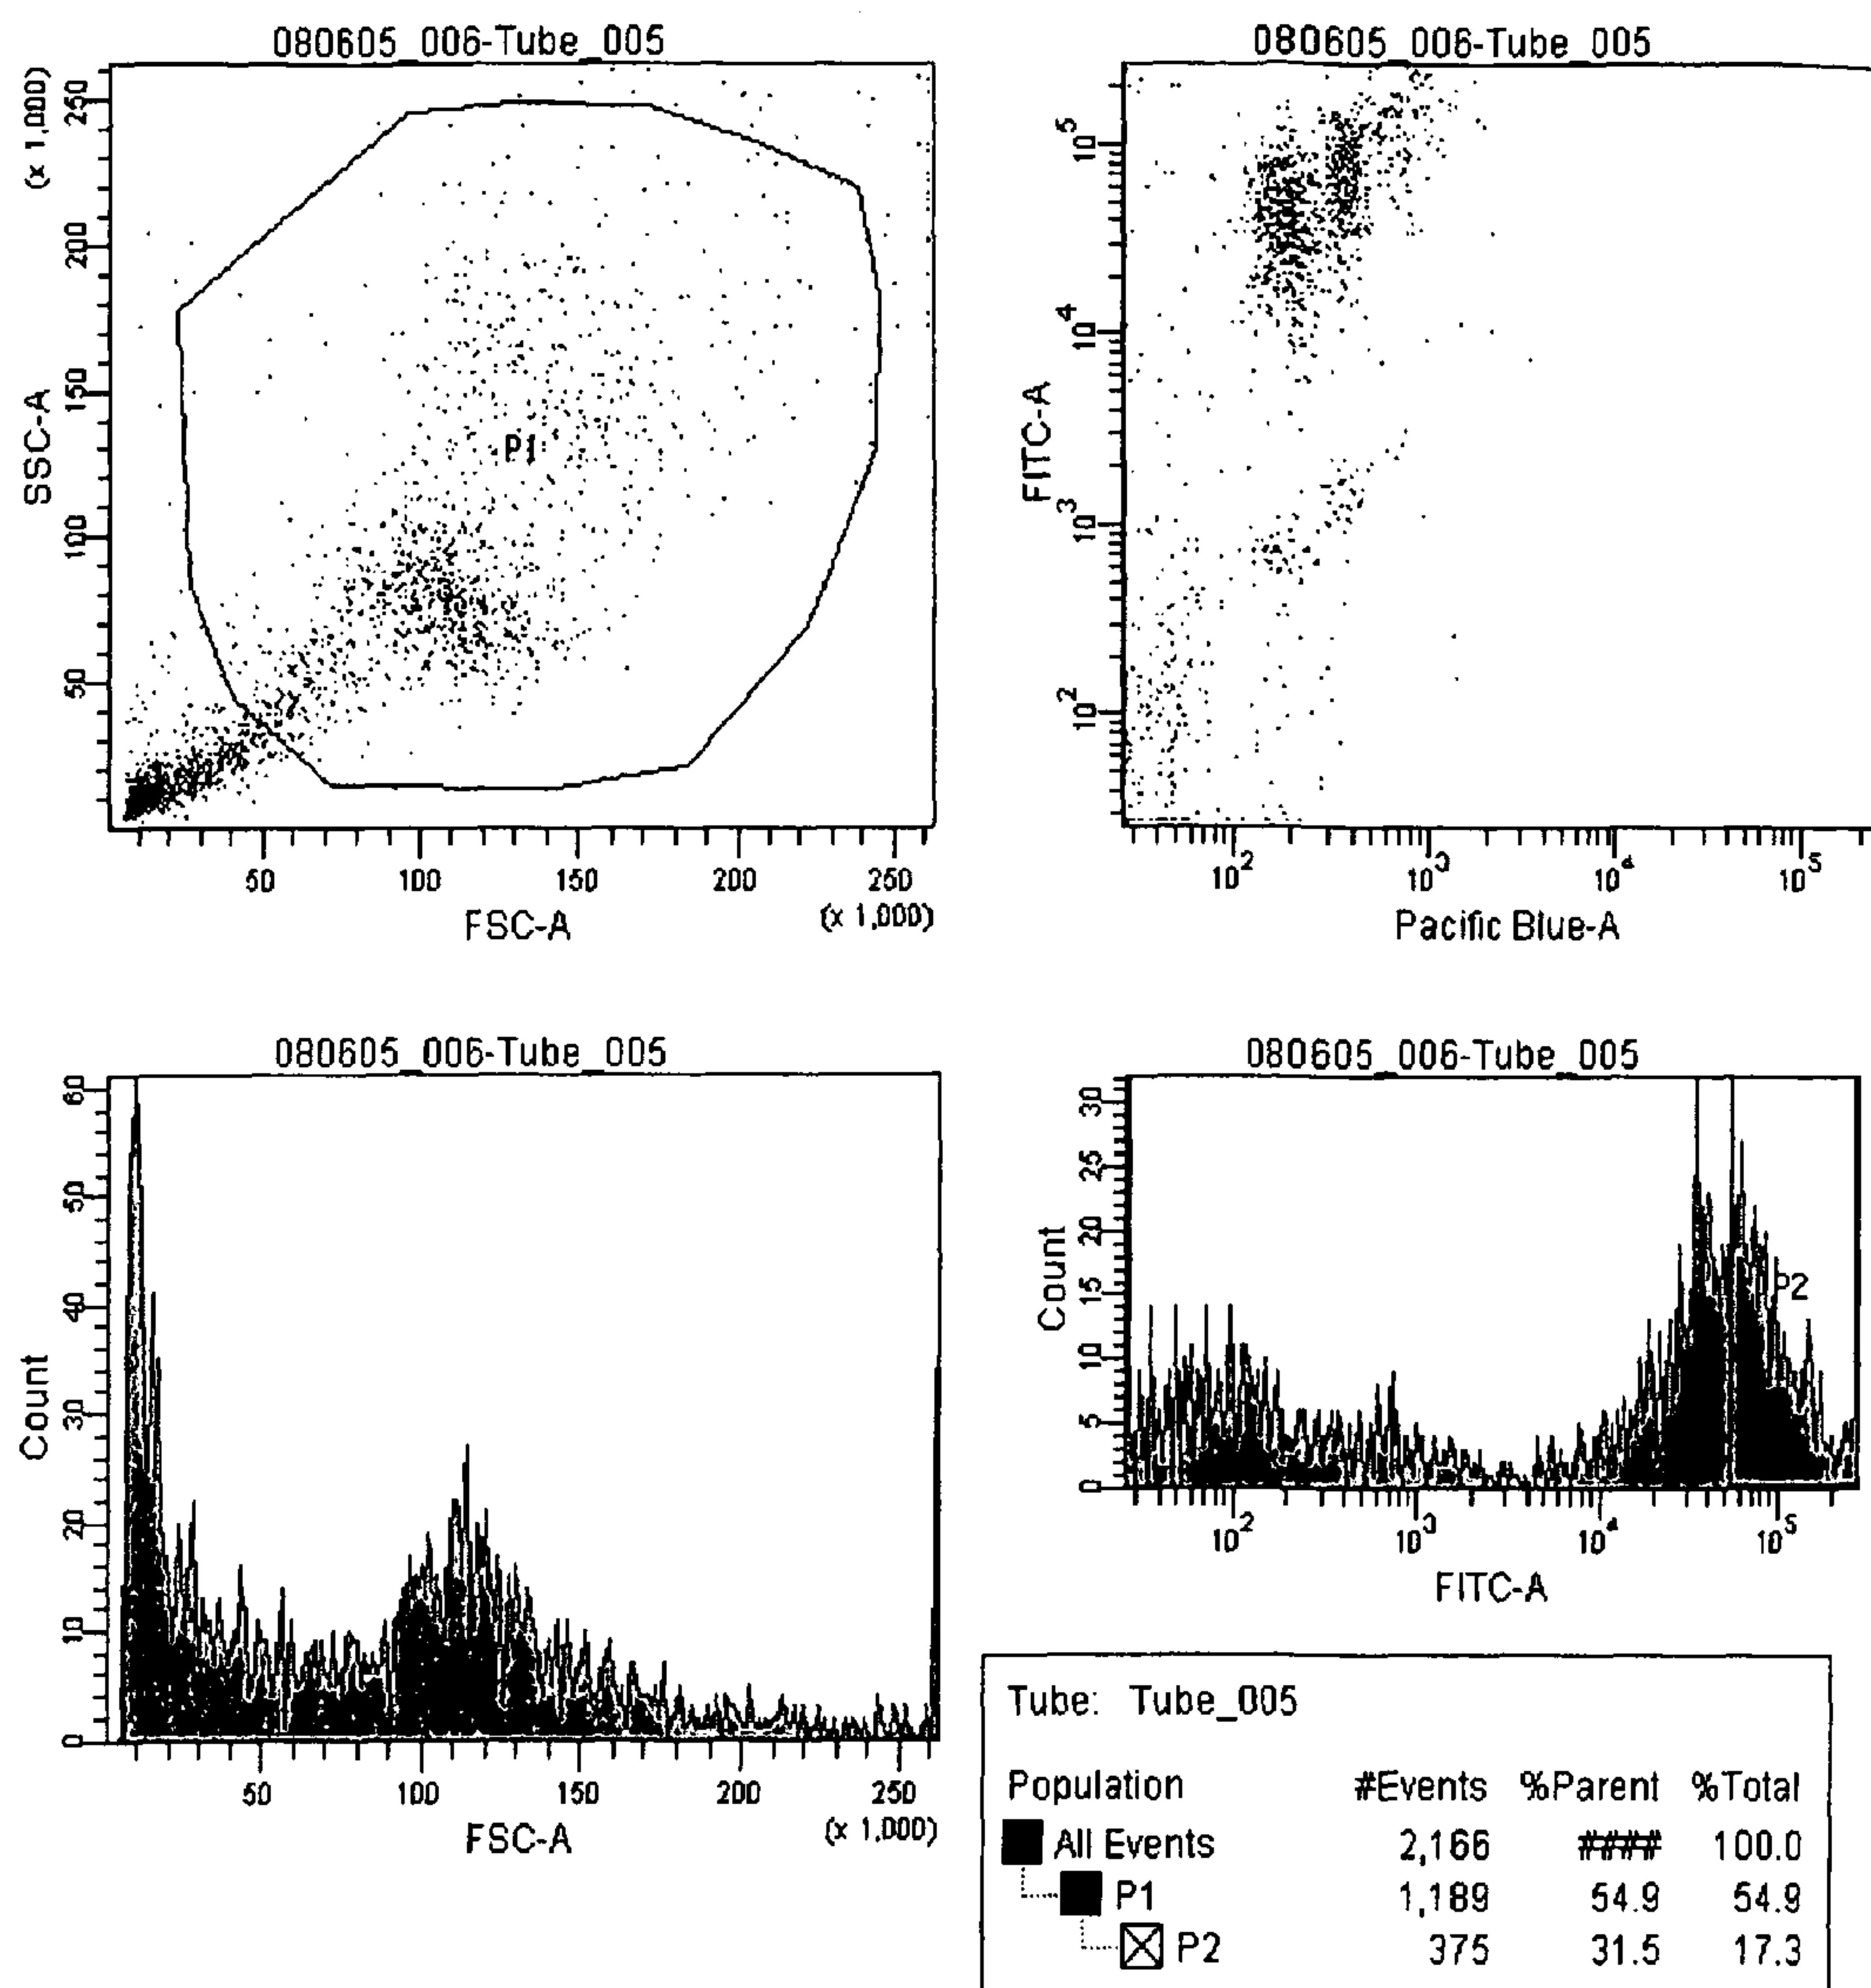 080605_006-Tube_005
(x 1,000)
250
200
150
100
50
SSC-A
P1
50 100 150 200 250
FSC-A
(x 1,000)
080605_006-Tube_005
10^5
10^4
10^3
10^2
FITC-A
10^2 10^3 10^4 10^5
Pacific Blue-A
080605_006-Tube_005
60
50
40
30
20
10
0
Count
50 100 150 200 250
FSC-A
(x 1,000)
080605_006-Tube_005
30
25
20
15
10
5
0
Count
P2
10^2 10^3 10^4 10^5
FITC-A
Tube: Tube_005
Population #Events %Parent %Total
All Events 2,166 #### 100.0
P1 1,189 54.9 54.9
P2 375 31.5 17.3